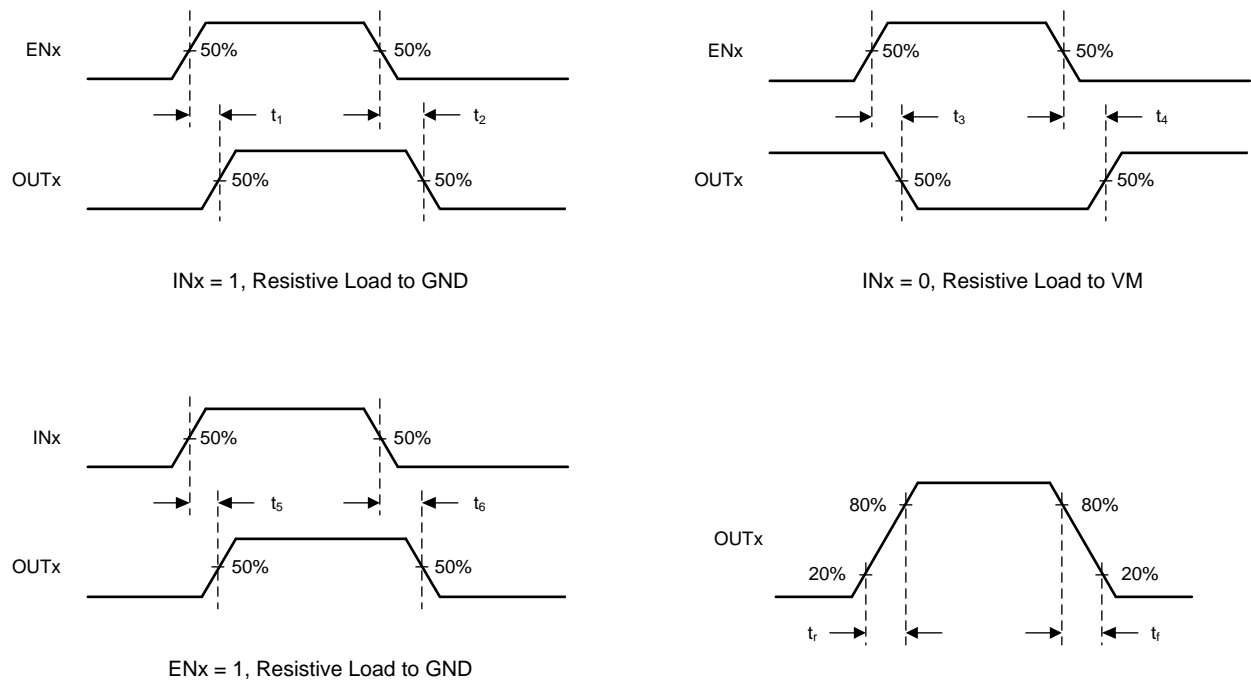 ENx
50%
50%
t1
t2
OUTx
50%
50%
INx = 1, Resistive Load to GND
ENx
50%
50%
t3
t4
OUTx
50%
50%
INx = 0, Resistive Load to VM
INx
50%
50%
t5
t6
OUTx
50%
50%
ENx = 1, Resistive Load to GND
80%
80%
OUTx
20%
20%
tr
tf